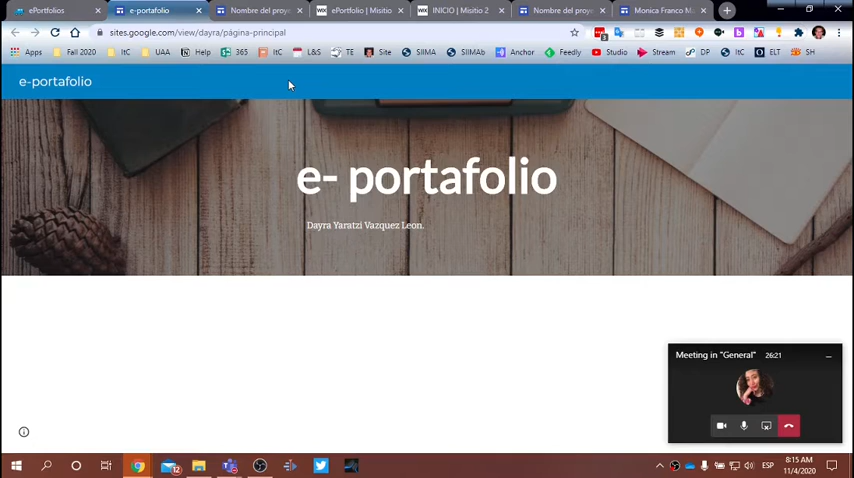 ePortfolios
e-portafolio
Nombre del proye
ePortfolio | Misitio
INICIO | Misitio 2
Nombre del proye
Monica Franco M
sites.google.com/view/dayra/página-principal
Apps
Fall 2020
ItC
UAA
Help
365
ItC
L&S
TE
Site
SIIMA
SIIMAb
Anchor
Feedly
Studio
Stream
DP
ItC
ELT
SH
e-portafolio
e- portafolio
Dayra Yaratzi Vazquez Leon.
Meeting in "General" 26:21
12
ESP
8:15 AM
11/4/2020